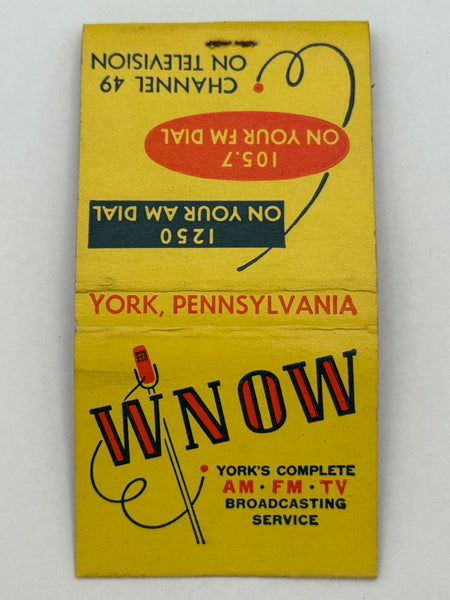 CHANNEL 49
ON TELEVISION
105.7
ON YOUR FM DIAL
1250
ON YOUR AM DIAL
YORK, PENNSYLVANIA
WNOW
YORK'S COMPLETE
AM · FM · TV
BROADCASTING
SERVICE